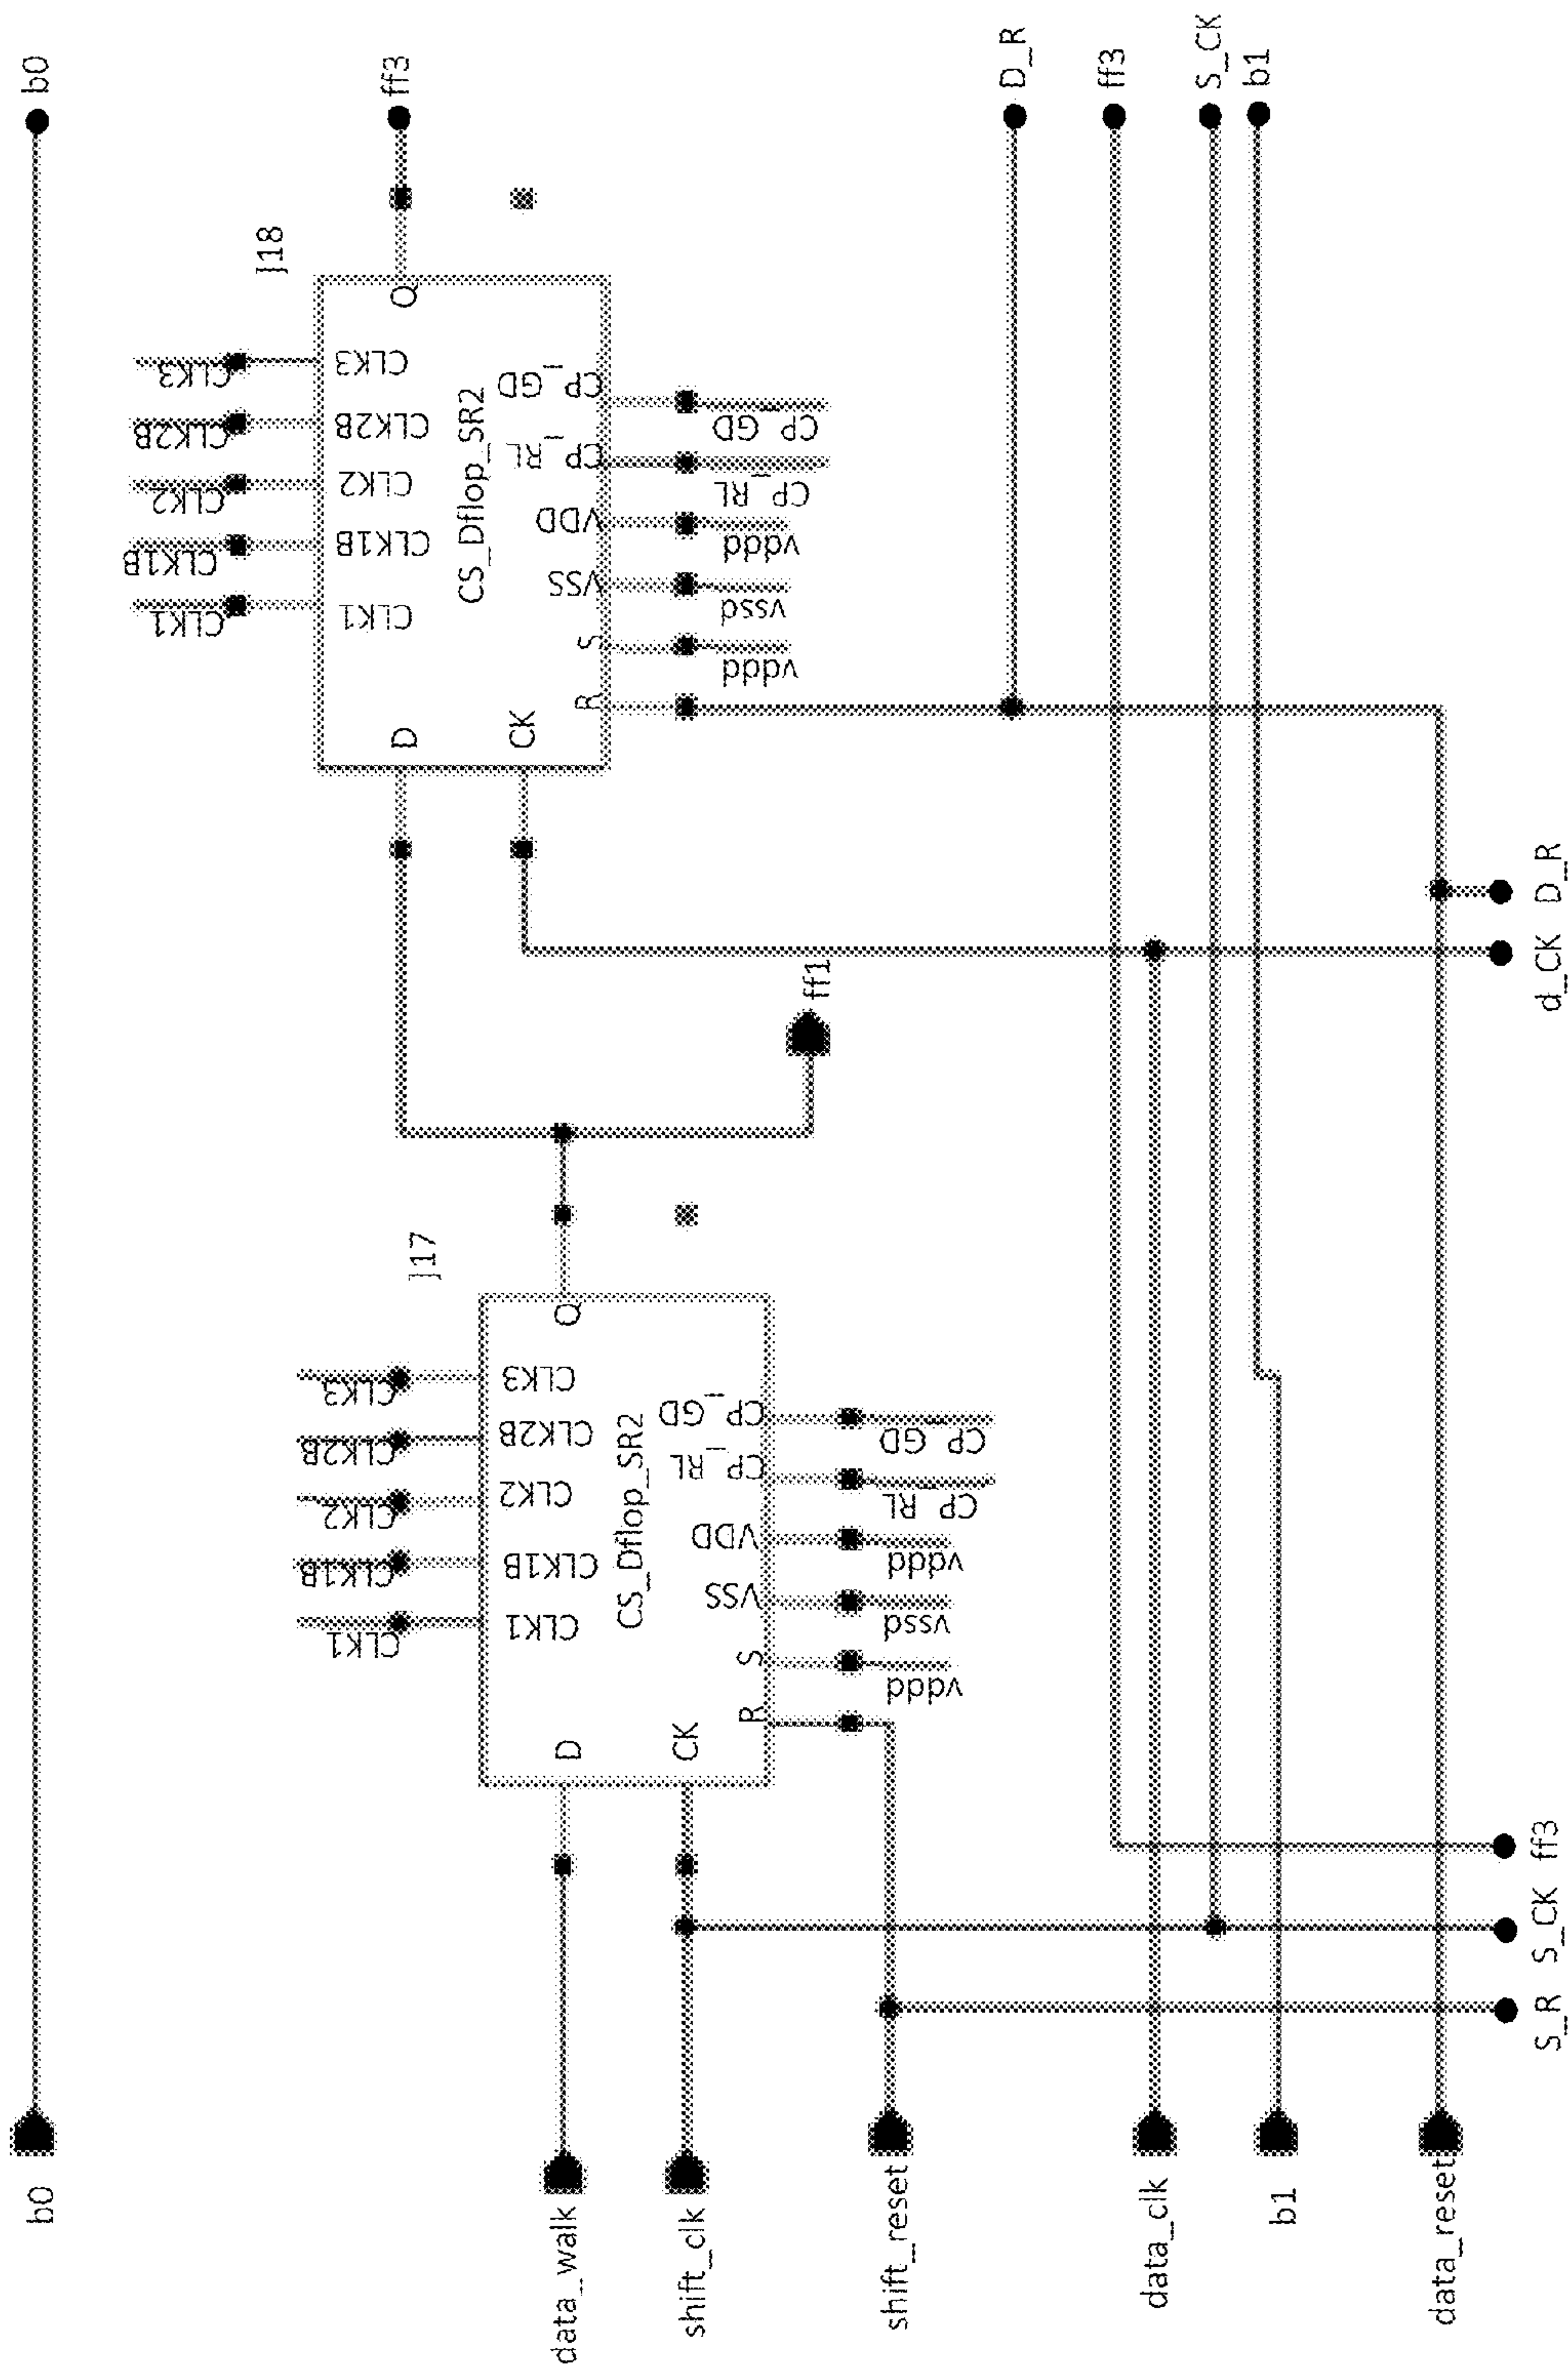 b0
b0
J18
CLK1
CLK1B
CLK2
CLK2B
CLK3
CLK1
CLK1B
CLK2
CLK2B
CLK3
D
Q
ff3
CS_Dflop_SR2
CK
R
S
VSS
VDD
CP_RL
CP_GD
vddd
vssd
vddd
CP_RL
CP_GD
J17
CLK1
CLK1B
CLK2
CLK2B
CLK3
CLK1
CLK1B
CLK2
CLK2B
CLK3
data_walk
D
Q
CS_Dflop_SR2
shift_clk
CK
R
S
VSS
VDD
CP_RL
CP_GD
vddd
vssd
vddd
CP_RL
CP_GD
ff1
shift_reset
D_R
ff3
data_clk
S_CK
b1
b1
data_reset
S_R
S_CK
ff3
d_CK
D_R